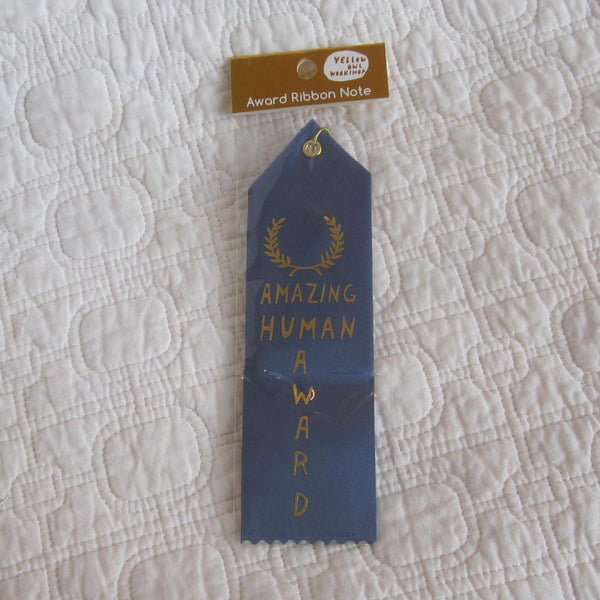 YELLOW
OWL
WORKSHOP
Award Ribbon Note
AMAZING
HUMAN
A
W
A
R
D